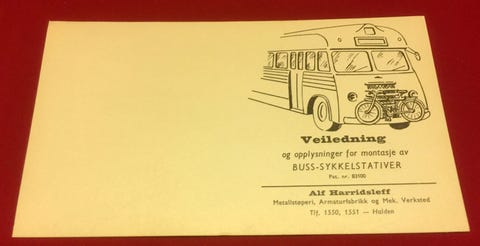 Veiledning
og opplysninger for montasje av
BUSS-SYKKELSTATIVER
Pat. nr. 83100
Alf Harridsleff
Metallstøperi, Armaturfabrikk og Mek. Verksted
Tlf. 1550, 1551 — Halden